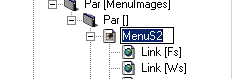 Par [MenuImages]
Par []
MenuS2
Link [Fs]
Link [Ws]